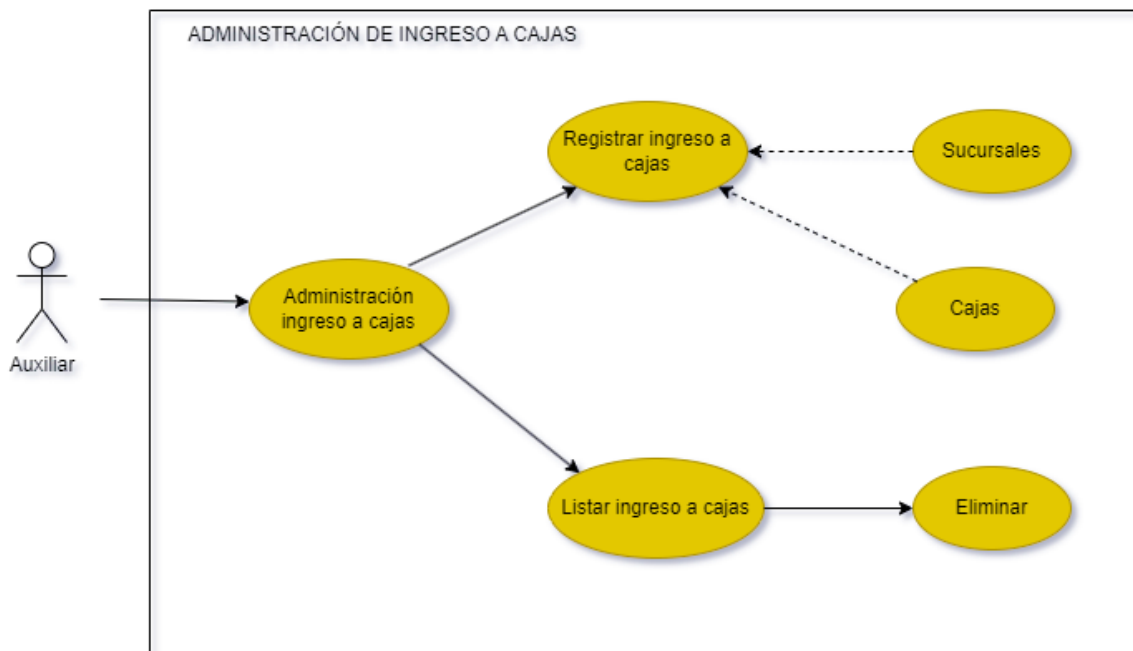 ADMINISTRACIÓN DE INGRESO A CAJAS
Registrar ingreso a
cajas
Sucursales
Administración
ingreso a cajas
Cajas
Auxiliar
Listar ingreso a cajas
Eliminar